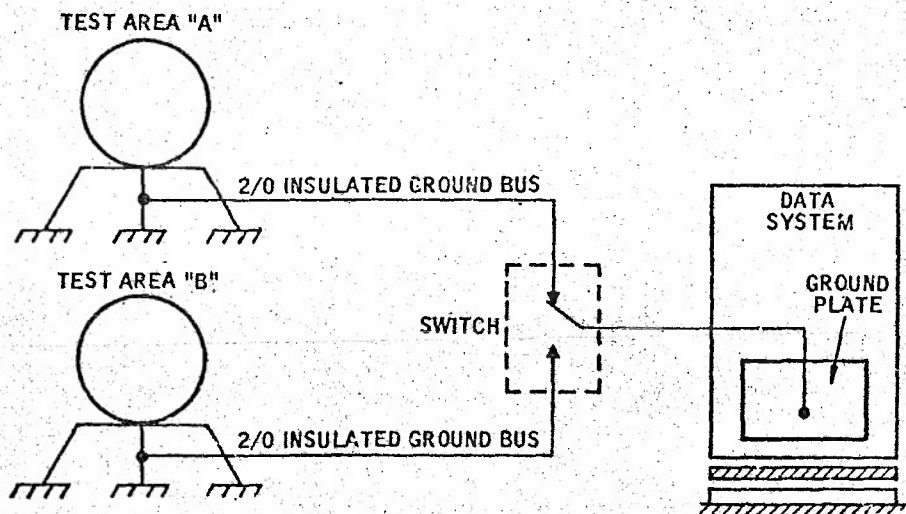 TEST AREA "A"
2/0 INSULATED GROUND BUS
DATA
SYSTEM
TEST AREA "B"
GROUND
PLATE
SWITCH
2/0 INSULATED GROUND BUS